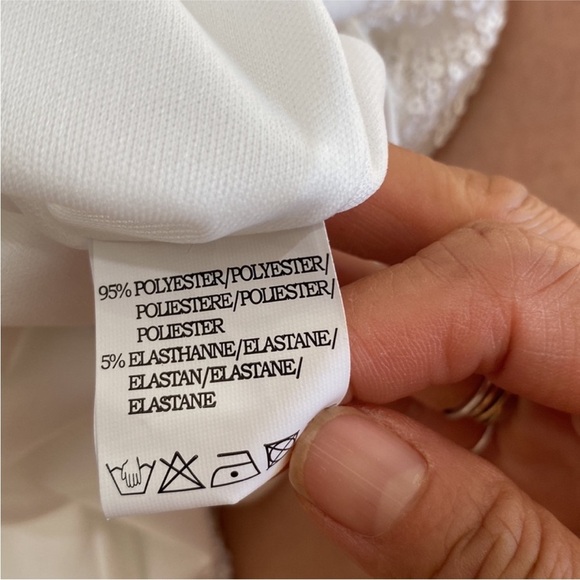 95% POLYESTER/POLYESTER/
POLIESTERE/POLIESTER/
POLIESTER
5% ELASTHANNE/ELASTANE/
ELASTAN/ELASTANE/
ELASTANE